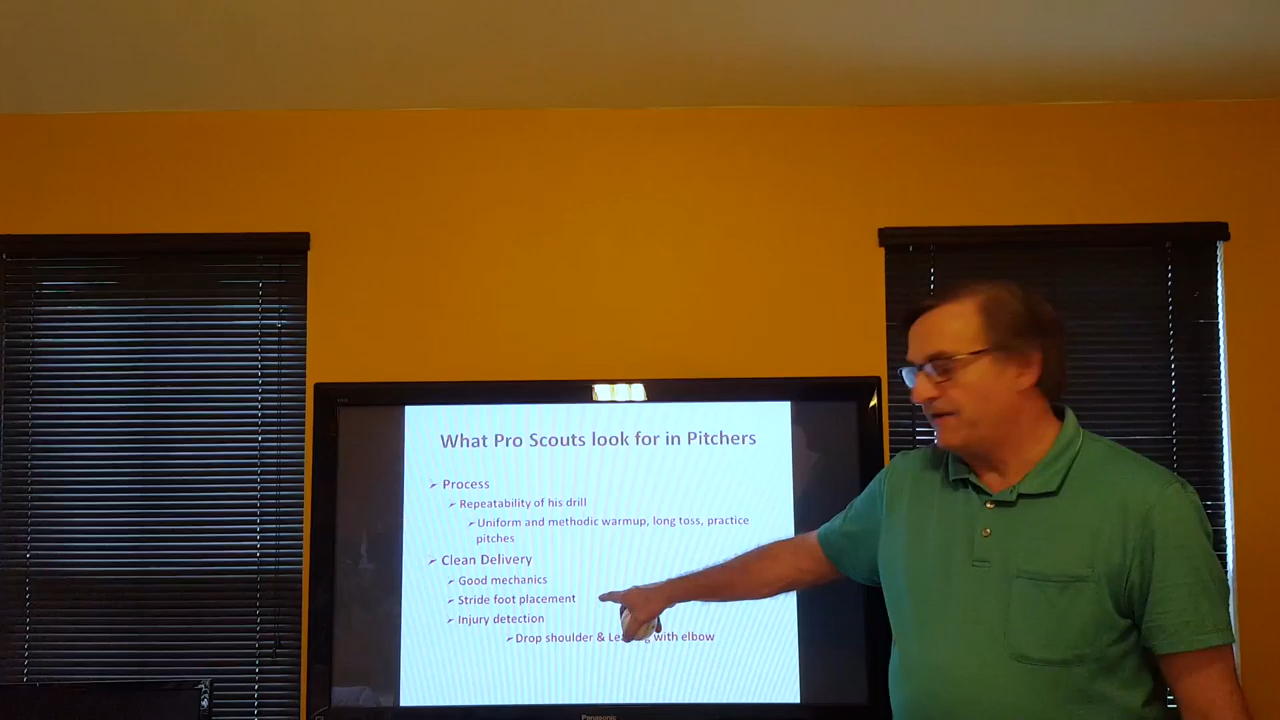 What Pro Scouts look for in Pitchers
Process
Repeatability of his drill
Uniform and methodic warmup, long toss, practice
pitches
Clean Delivery
Good mechanics
Stride foot placement
Injury detection
Drop shoulder & with elbow
Panasonic